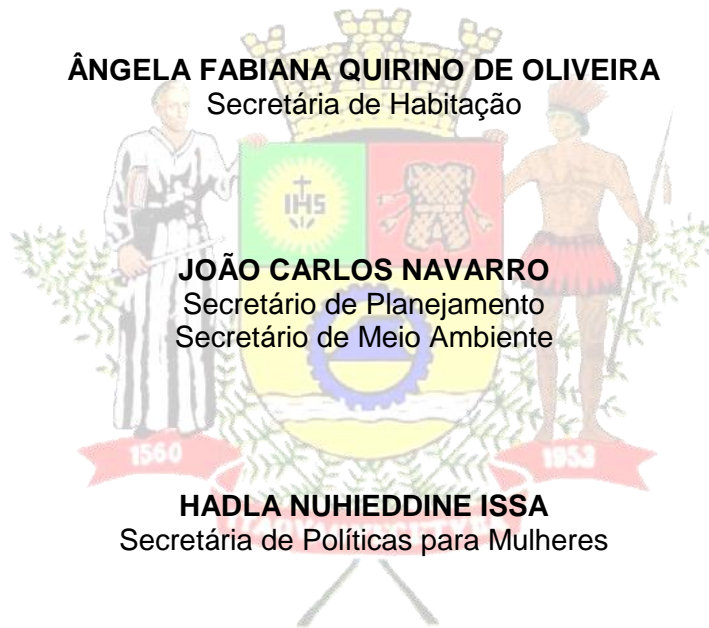 ÂNGELA FABIANA QUIRINO DE OLIVEIRA
Secretária de Habitação
IHS
JOÃO CARLOS NAVARRO
Secretário de Planejamento
Secretário de Meio Ambiente
1560
1953
HADLA NUHIEDDINE ISSA
Secretária de Políticas para Mulheres